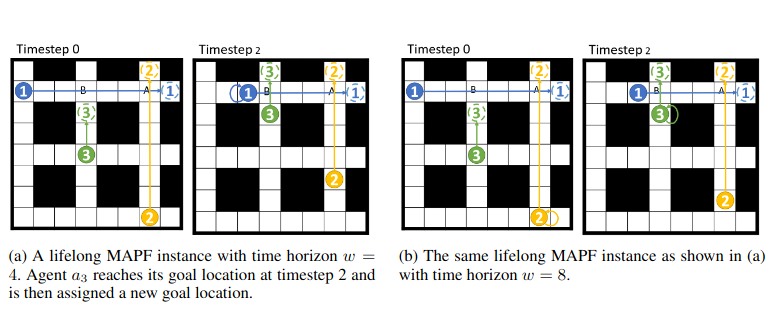 Timestep 0
Timestep 2
Timestep 0
Timestep 2
2
1
B
A
1
3
3
2
3
2
1
B
A
1
3
2
2
1
B
A
1
3
3
2
3
2
1
B
A
1
3
2
(a) A lifelong MAPF instance with time horizon w =
4. Agent a3 reaches its goal location at timestep 2 and
is then assigned a new goal location.
(b) The same lifelong MAPF instance as shown in (a)
with time horizon w = 8.